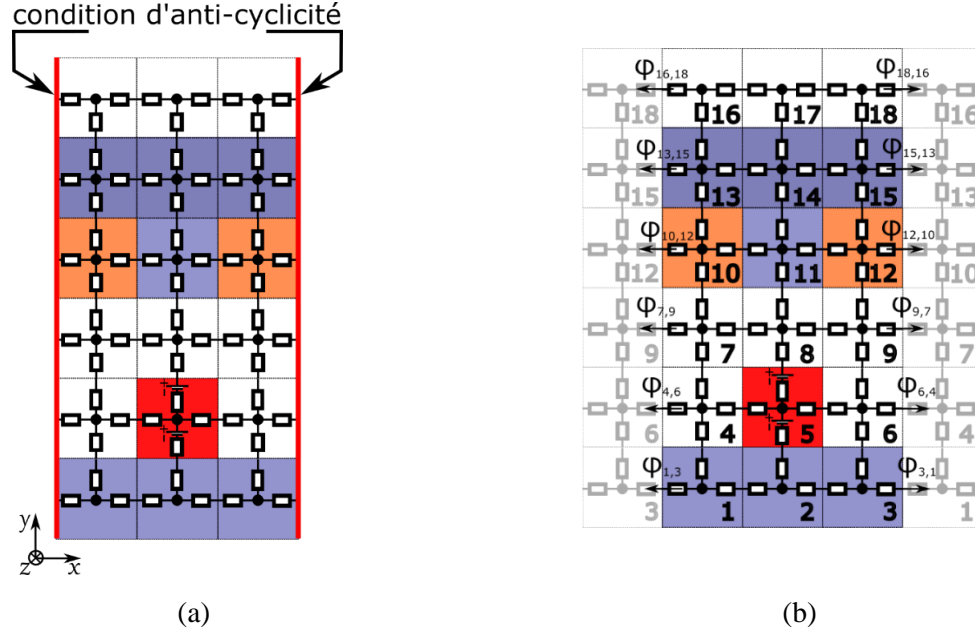 condition d'anti-cyclicité
y
z x
(a)
φ16,18 φ18,16
18 16 17 18 16
φ13,15 φ15,13
15 13 14 15 13
φ10,12 φ12,10
12 10 11 12 10
φ7,9 φ9,7
9 7 8 9 7
φ4,6 + φ6,4
6 4 + 5 6 4
φ1,3 φ3,1
3 1 2 3 1
(b)